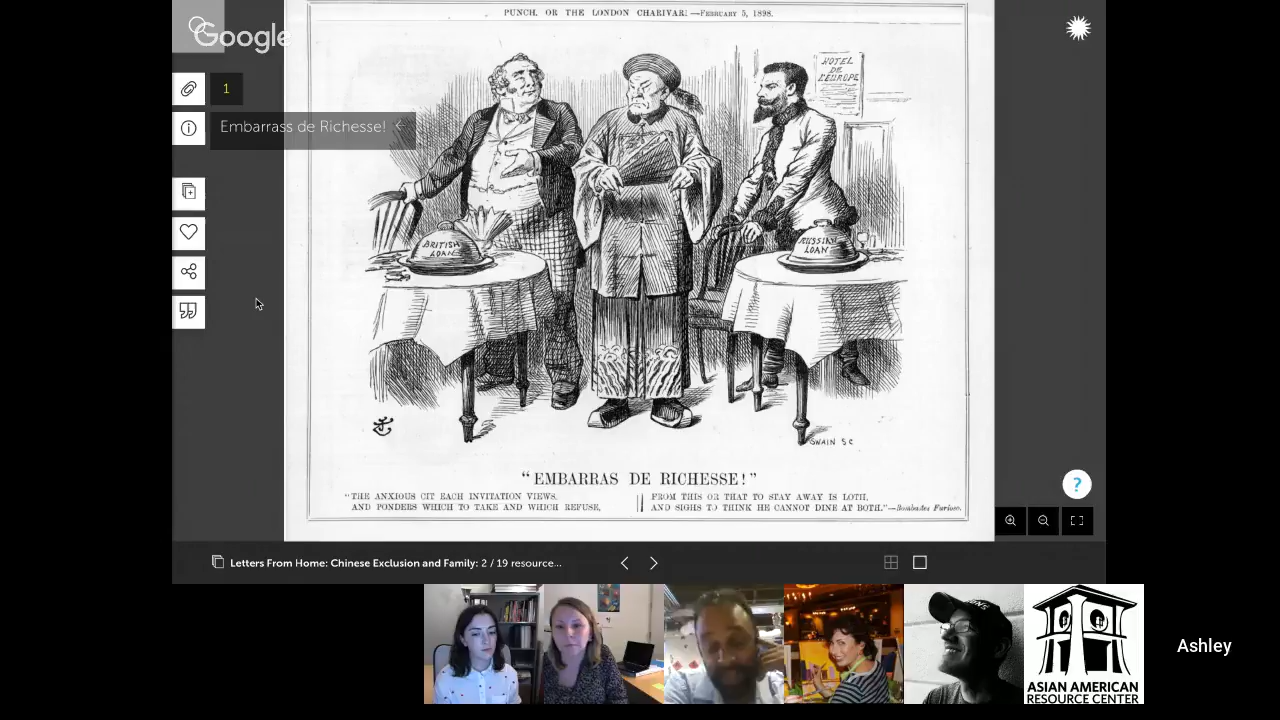 PUNCH, OR THE LONDON CHARIVARI.—FEBRUARY 5, 1898.
Google
HOTEL
DE
L'EUROPE
1
Embarrass de Richesse!
BRITISH
LOAN
RUSSIAN
LOAN
SWAIN SC
"EMBARRAS DE RICHESSE!"
"THE ANXIOUS CIT EACH INVITATION VIEWS,
AND PONDERS WHICH TO TAKE AND WHICH REFUSE,
FROM THIS OR THAT TO STAY AWAY IS LOTH,
AND SIGHS TO THINK HE CANNOT DINE AT BOTH."—Bombastes Furioso.
?
Letters From Home: Chinese Exclusion and Family: 2 / 19 resource...
ASIAN AMERICAN
RESOURCE CENTER
Ashley